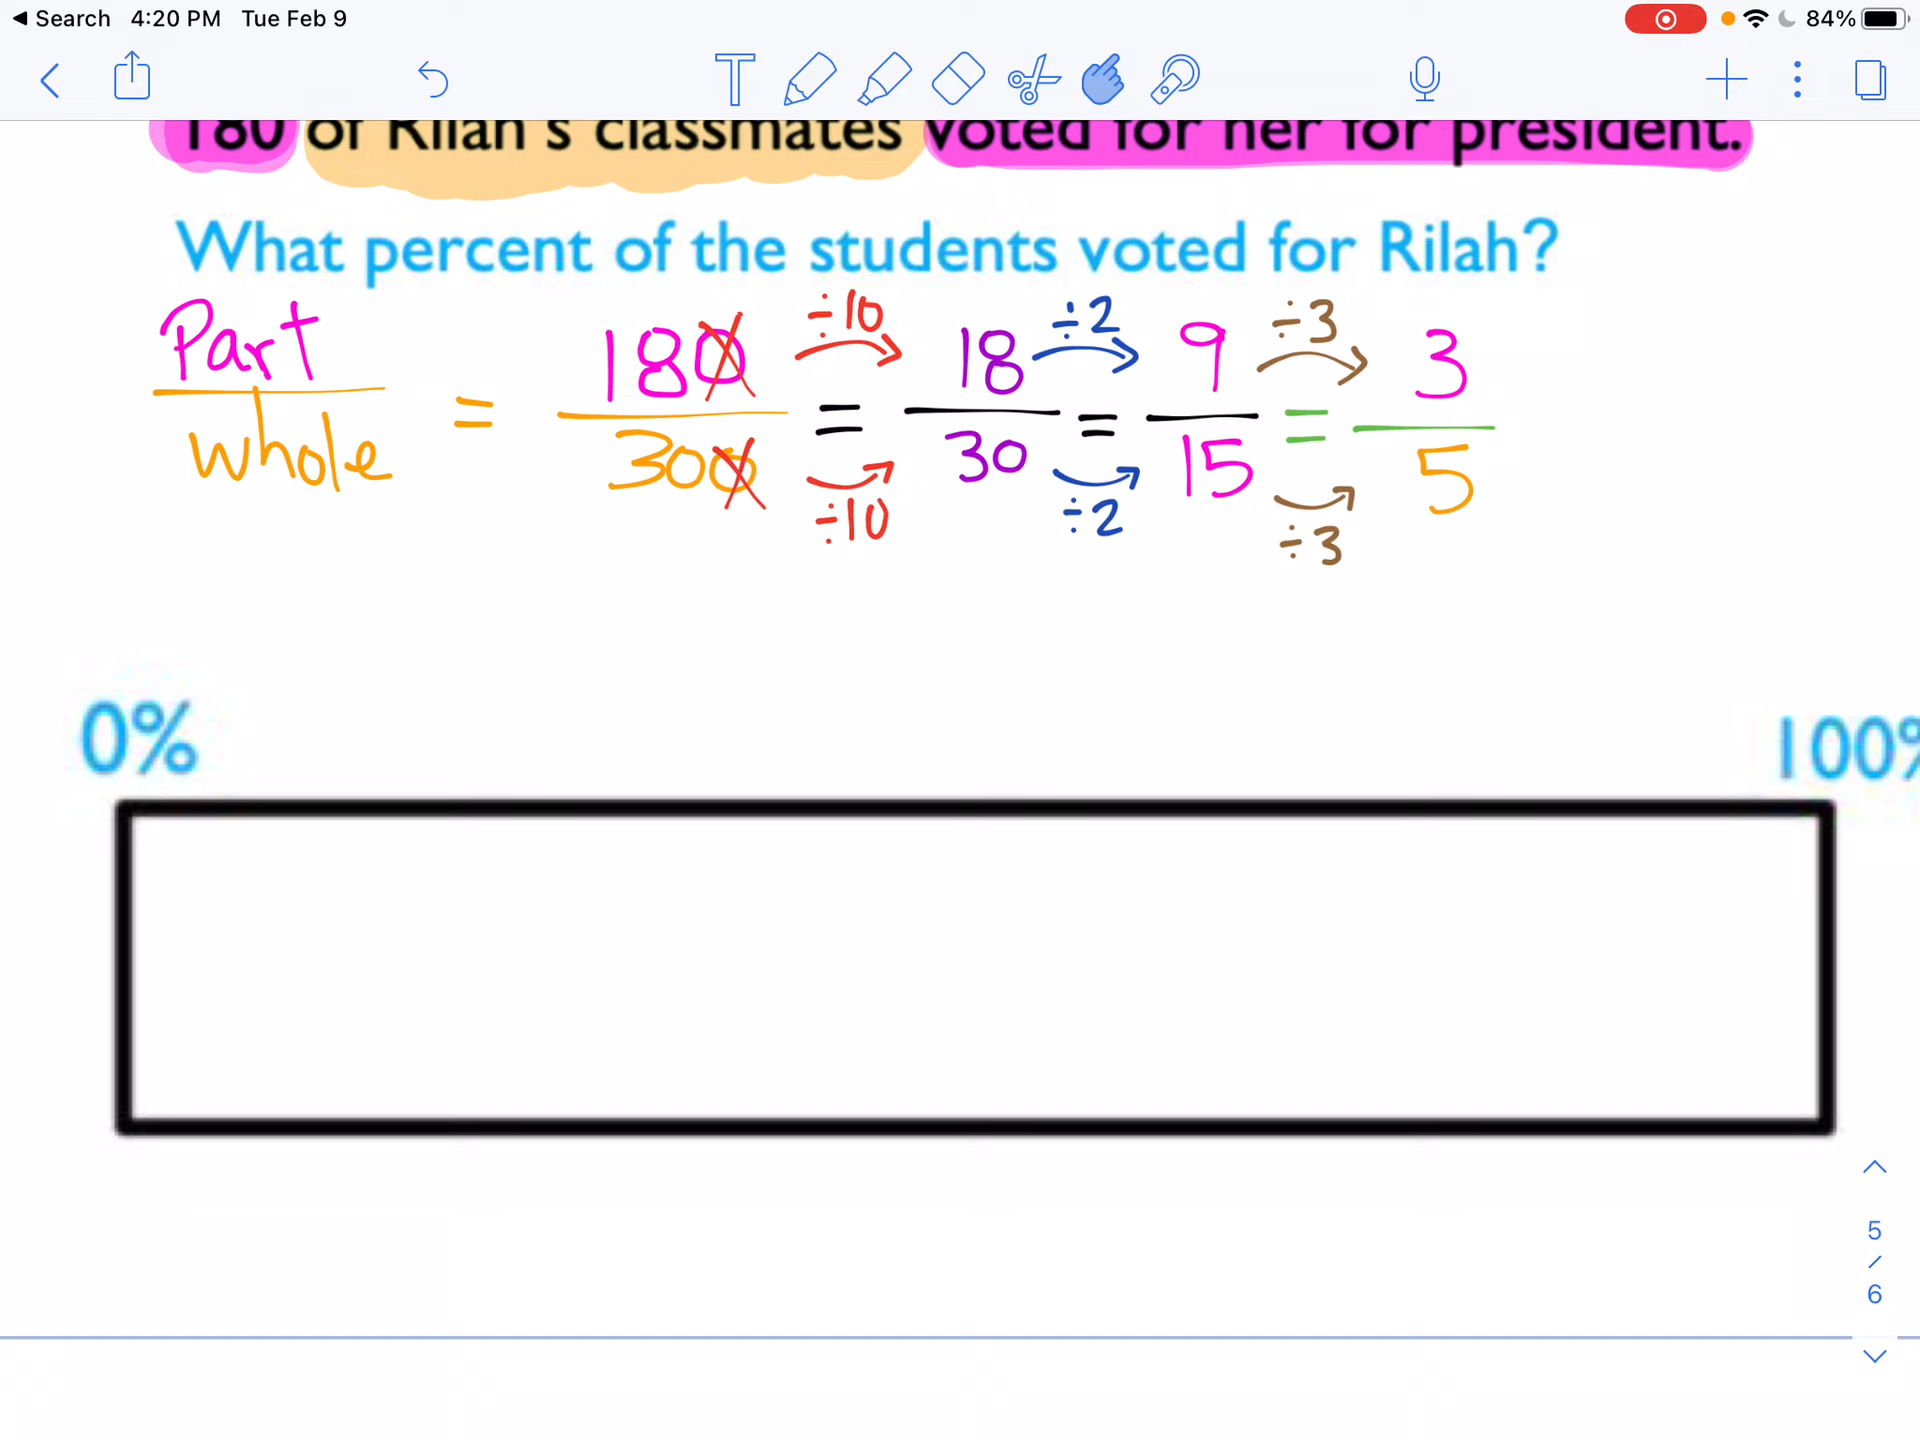 Search 4:20 PM Tue Feb 9 84%
T
180 of Rilah's classmates voted for her for president.
What percent of the students voted for Rilah?
÷10 ÷2 ÷3
Part 180 18 9 3
= = = =
whole 300 30 15 5
÷10 ÷2 ÷3
0% 100%
5
/
6